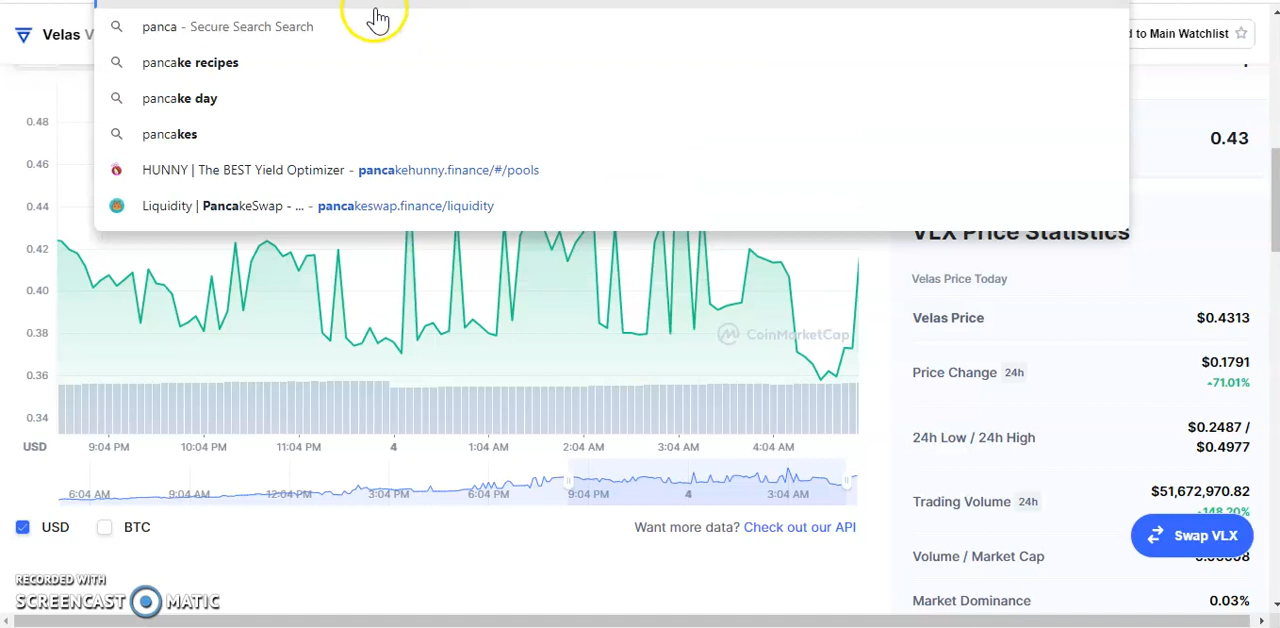 panca - Secure Search Search
Velas
d to Main Watchlist
pancake recipes
pancake day
pancakes
HUNNY | The BEST Yield Optimizer - pancakehunny.finance/#/pools
Liquidity | PancakeSwap - ... - pancakeswap.finance/liquidity
0.48
0.46
0.44
0.42
0.40
0.38
0.36
0.34
CoinMarketCap
USD
9:04 PM 10:04 PM 11:04 PM 4 1:04 AM 2:04 AM 3:04 AM 4:04 AM
6:04 AM 9:04 AM 12:04 PM 3:04 PM 6:04 PM 9:04 PM 4 3:04 AM
USD BTC
Want more data? Check out our API
RECORDED WITH
SCREENCAST MATIC
0.43
VLX Price Statistics
Velas Price Today
Velas Price $0.4313
Price Change 24h $0.1791
71.01%
24h Low / 24h High $0.2487 /
$0.4977
Trading Volume 24h $51,672,970.82
148.20%
Swap VLX
Volume / Market Cap
Market Dominance 0.03%